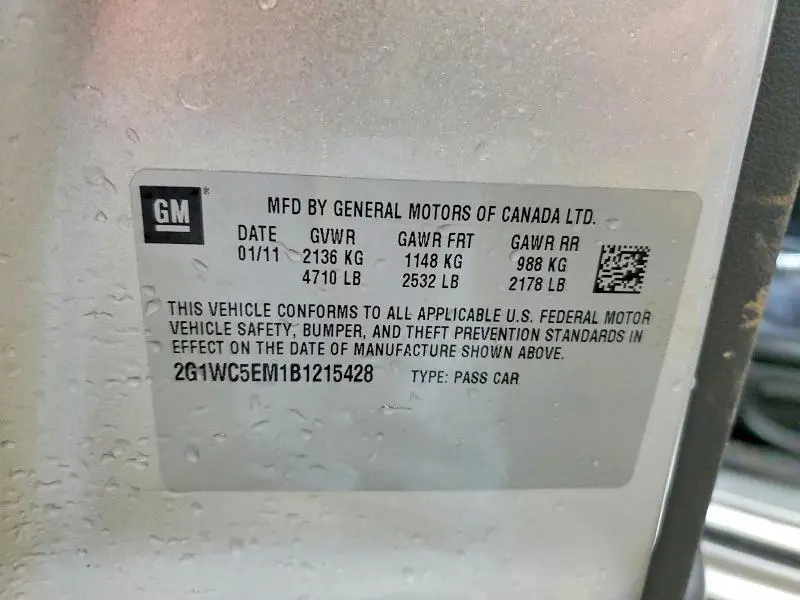 GM®
MFD BY GENERAL MOTORS OF CANADA LTD.
DATE GVWR GAWR FRT GAWR RR
01/11 2136 KG 1148 KG 988 KG
4710 LB 2532 LB 2178 LB
THIS VEHICLE CONFORMS TO ALL APPLICABLE U.S. FEDERAL MOTOR
VEHICLE SAFETY, BUMPER, AND THEFT PREVENTION STANDARDS IN
EFFECT ON THE DATE OF MANUFACTURE SHOWN ABOVE.
2G1WC5EM1B1215428 TYPE: PASS CAR